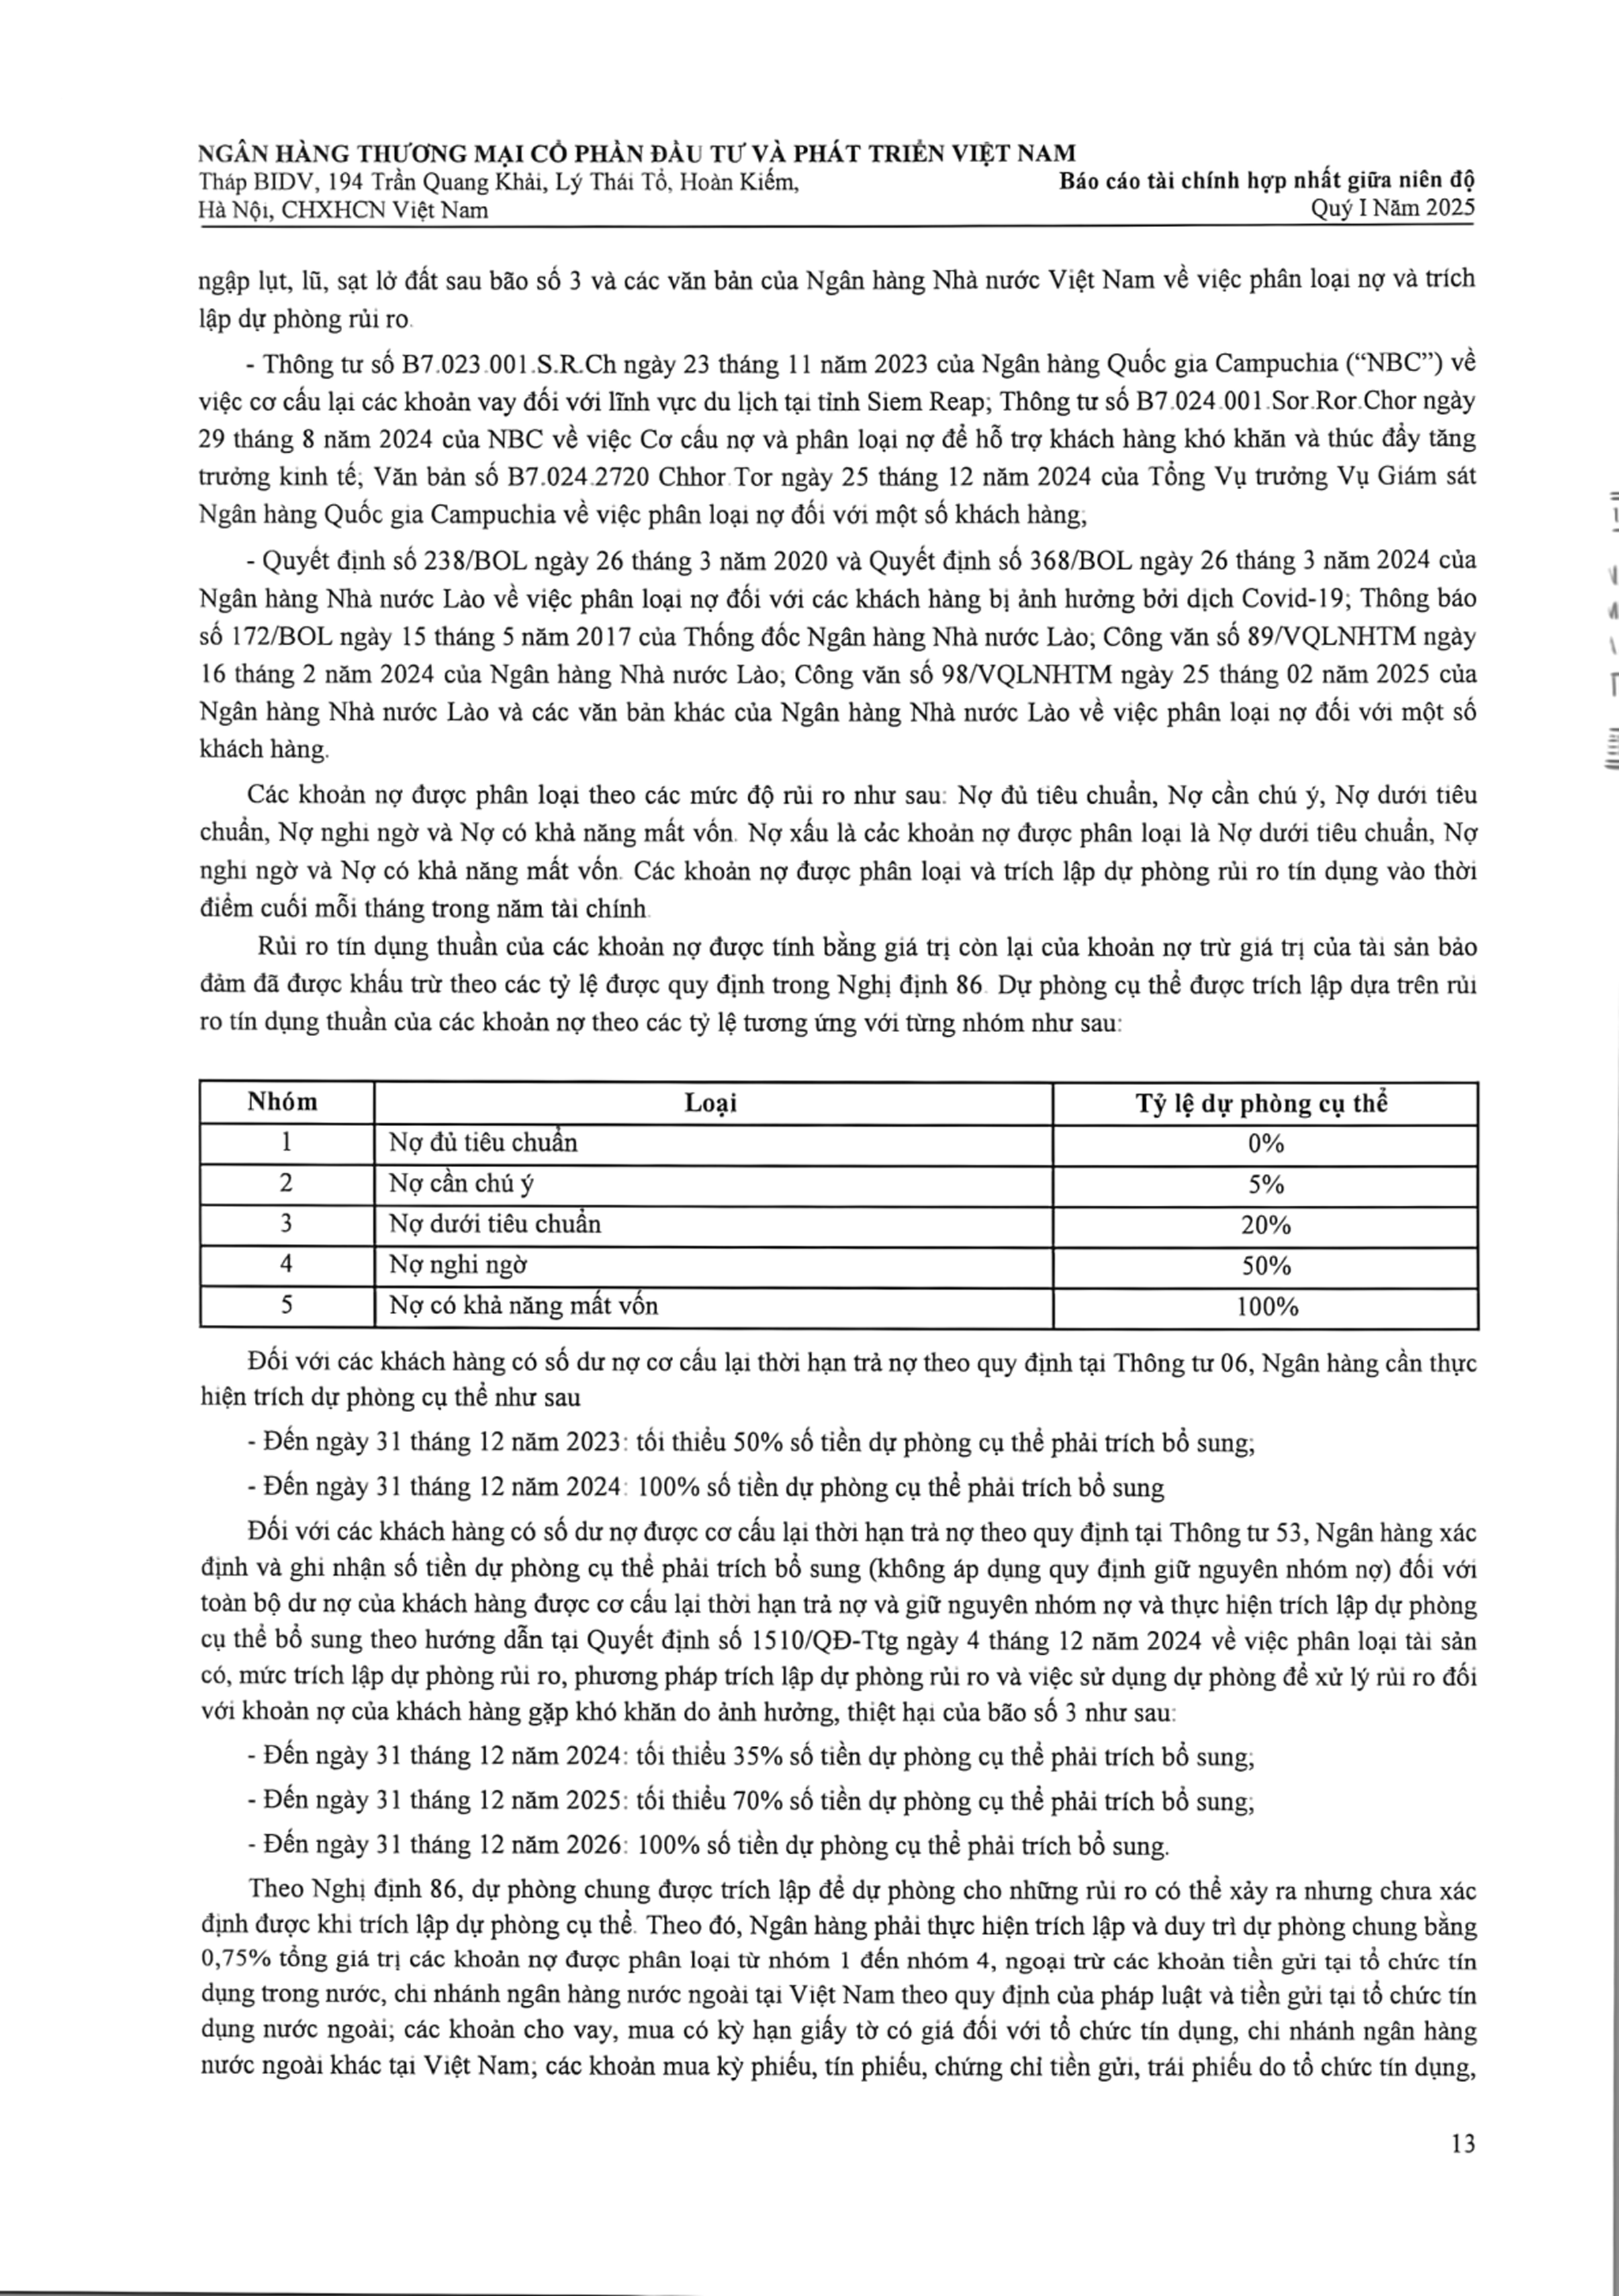 NGÂN HÀNG THƯƠNG MẠI CỔ PHẦN ĐẦU TƯ VÀ PHÁT TRIỂN VIỆT NAM
Tháp BIDV, 194 Trần Quang Khải, Lý Thái Tổ, Hoàn Kiếm, Báo cáo tài chính hợp nhất giữa niên độ
Hà Nội, CHXHCN Việt Nam Quý I Năm 2025
ngập lụt, lũ, sạt lở đất sau bão số 3 và các văn bản của Ngân hàng Nhà nước Việt Nam về việc phân loại nợ và trích
lập dự phòng rủi ro.
- Thông tư số B7.023.001.S.R.Ch ngày 23 tháng 11 năm 2023 của Ngân hàng Quốc gia Campuchia (“NBC”) về
việc cơ cấu lại các khoản vay đối với lĩnh vực du lịch tại tỉnh Siem Reap; Thông tư số B7.024.001.Sor.Ror.Chor ngày
29 tháng 8 năm 2024 của NBC về việc Cơ cấu nợ và phân loại nợ để hỗ trợ khách hàng khó khăn và thúc đẩy tăng
trưởng kinh tế; Văn bản số B7.024.2720 Chhor.Tor ngày 25 tháng 12 năm 2024 của Tổng Vụ trưởng Vụ Giám sát
Ngân hàng Quốc gia Campuchia về việc phân loại nợ đối với một số khách hàng;
- Quyết định số 238/BOL ngày 26 tháng 3 năm 2020 và Quyết định số 368/BOL ngày 26 tháng 3 năm 2024 của
Ngân hàng Nhà nước Lào về việc phân loại nợ đối với các khách hàng bị ảnh hưởng bởi dịch Covid-19; Thông báo
số 172/BOL ngày 15 tháng 5 năm 2017 của Thống đốc Ngân hàng Nhà nước Lào; Công văn số 89/VQLNHTM ngày
16 tháng 2 năm 2024 của Ngân hàng Nhà nước Lào; Công văn số 98/VQLNHTM ngày 25 tháng 02 năm 2025 của
Ngân hàng Nhà nước Lào và các văn bản khác của Ngân hàng Nhà nước Lào về việc phân loại nợ đối với một số
khách hàng.
Các khoản nợ được phân loại theo các mức độ rủi ro như sau: Nợ đủ tiêu chuẩn, Nợ cần chú ý, Nợ dưới tiêu
chuẩn, Nợ nghi ngờ và Nợ có khả năng mất vốn. Nợ xấu là các khoản nợ được phân loại là Nợ dưới tiêu chuẩn, Nợ
nghi ngờ và Nợ có khả năng mất vốn. Các khoản nợ được phân loại và trích lập dự phòng rủi ro tín dụng vào thời
điểm cuối mỗi tháng trong năm tài chính.
Rủi ro tín dụng thuần của các khoản nợ được tính bằng giá trị còn lại của khoản nợ trừ giá trị của tài sản bảo
đảm đã được khấu trừ theo các tỷ lệ được quy định trong Nghị định 86. Dự phòng cụ thể được trích lập dựa trên rủi
ro tín dụng thuần của các khoản nợ theo các tỷ lệ tương ứng với từng nhóm như sau:
Nhóm Loại Tỷ lệ dự phòng cụ thể
1 Nợ đủ tiêu chuẩn 0%
2 Nợ cần chú ý 5%
3 Nợ dưới tiêu chuẩn 20%
4 Nợ nghi ngờ 50%
5 Nợ có khả năng mất vốn 100%
Đối với các khách hàng có số dư nợ cơ cấu lại thời hạn trả nợ theo quy định tại Thông tư 06, Ngân hàng cần thực
hiện trích dự phòng cụ thể như sau
- Đến ngày 31 tháng 12 năm 2023: tối thiểu 50% số tiền dự phòng cụ thể phải trích bổ sung;
- Đến ngày 31 tháng 12 năm 2024: 100% số tiền dự phòng cụ thể phải trích bổ sung
Đối với các khách hàng có số dư nợ được cơ cấu lại thời hạn trả nợ theo quy định tại Thông tư 53, Ngân hàng xác
định và ghi nhận số tiền dự phòng cụ thể phải trích bổ sung (không áp dụng quy định giữ nguyên nhóm nợ) đối với
toàn bộ dư nợ của khách hàng được cơ cấu lại thời hạn trả nợ và giữ nguyên nhóm nợ và thực hiện trích lập dự phòng
cụ thể bổ sung theo hướng dẫn tại Quyết định số 1510/QĐ-Ttg ngày 4 tháng 12 năm 2024 về việc phân loại tài sản
có, mức trích lập dự phòng rủi ro, phương pháp trích lập dự phòng rủi ro và việc sử dụng dự phòng để xử lý rủi ro đối
với khoản nợ của khách hàng gặp khó khăn do ảnh hưởng, thiệt hại của bão số 3 như sau:
- Đến ngày 31 tháng 12 năm 2024: tối thiểu 35% số tiền dự phòng cụ thể phải trích bổ sung;
- Đến ngày 31 tháng 12 năm 2025: tối thiểu 70% số tiền dự phòng cụ thể phải trích bổ sung;
- Đến ngày 31 tháng 12 năm 2026: 100% số tiền dự phòng cụ thể phải trích bổ sung.
Theo Nghị định 86, dự phòng chung được trích lập để dự phòng cho những rủi ro có thể xảy ra nhưng chưa xác
định được khi trích lập dự phòng cụ thể. Theo đó, Ngân hàng phải thực hiện trích lập và duy trì dự phòng chung bằng
0,75% tổng giá trị các khoản nợ được phân loại từ nhóm 1 đến nhóm 4, ngoại trừ các khoản tiền gửi tại tổ chức tín
dụng trong nước, chi nhánh ngân hàng nước ngoài tại Việt Nam theo quy định của pháp luật và tiền gửi tại tổ chức tín
dụng nước ngoài; các khoản cho vay, mua có kỳ hạn giấy tờ có giá đối với tổ chức tín dụng, chi nhánh ngân hàng
nước ngoài khác tại Việt Nam; các khoản mua kỳ phiếu, tín phiếu, chứng chỉ tiền gửi, trái phiếu do tổ chức tín dụng,
13